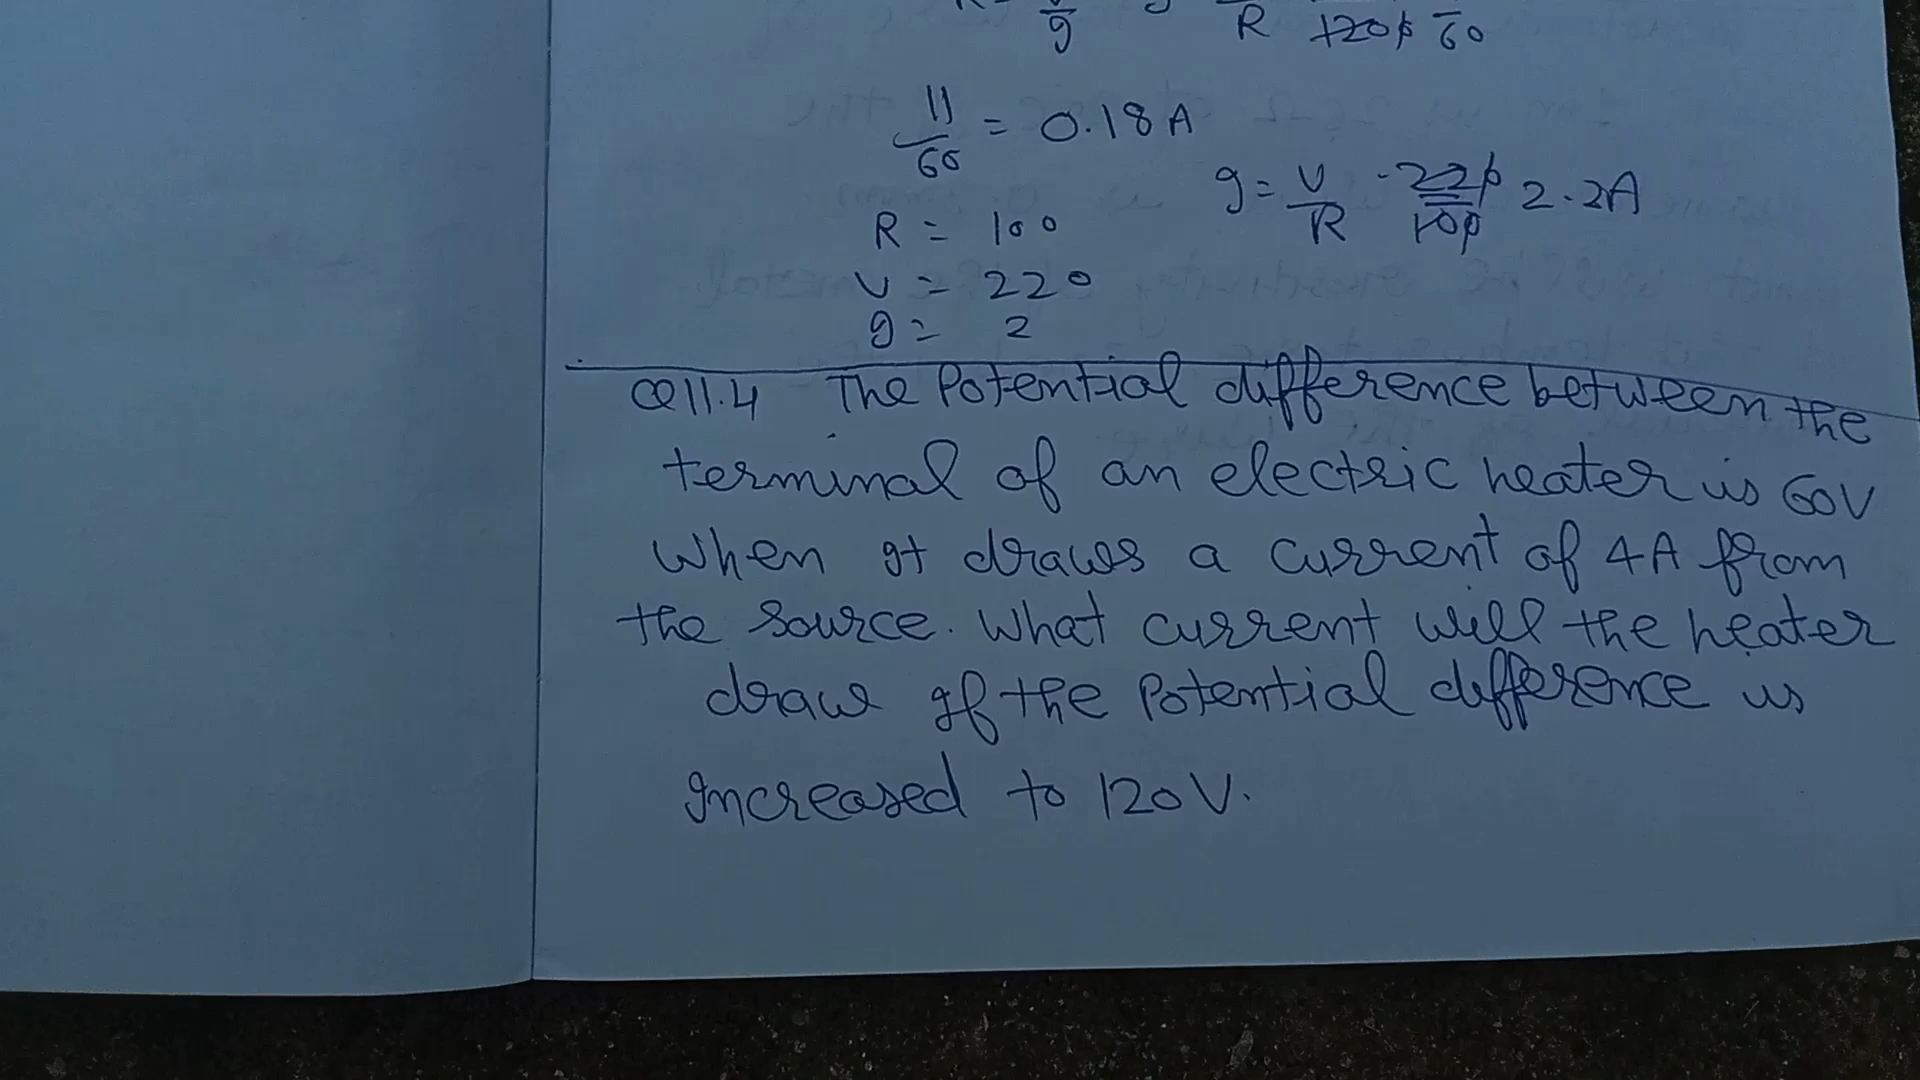 g R 120 60
11/60 = 0.18 A
g = V/R 220/100 2.2A
R = 100
V = 220
g = 2
Q11.4 The Potential difference between the
terminal of an electric heater is 60V
When It draws a current of 4A from
the source. What current will the heater
draw If the Potential difference is
Increased to 120V.